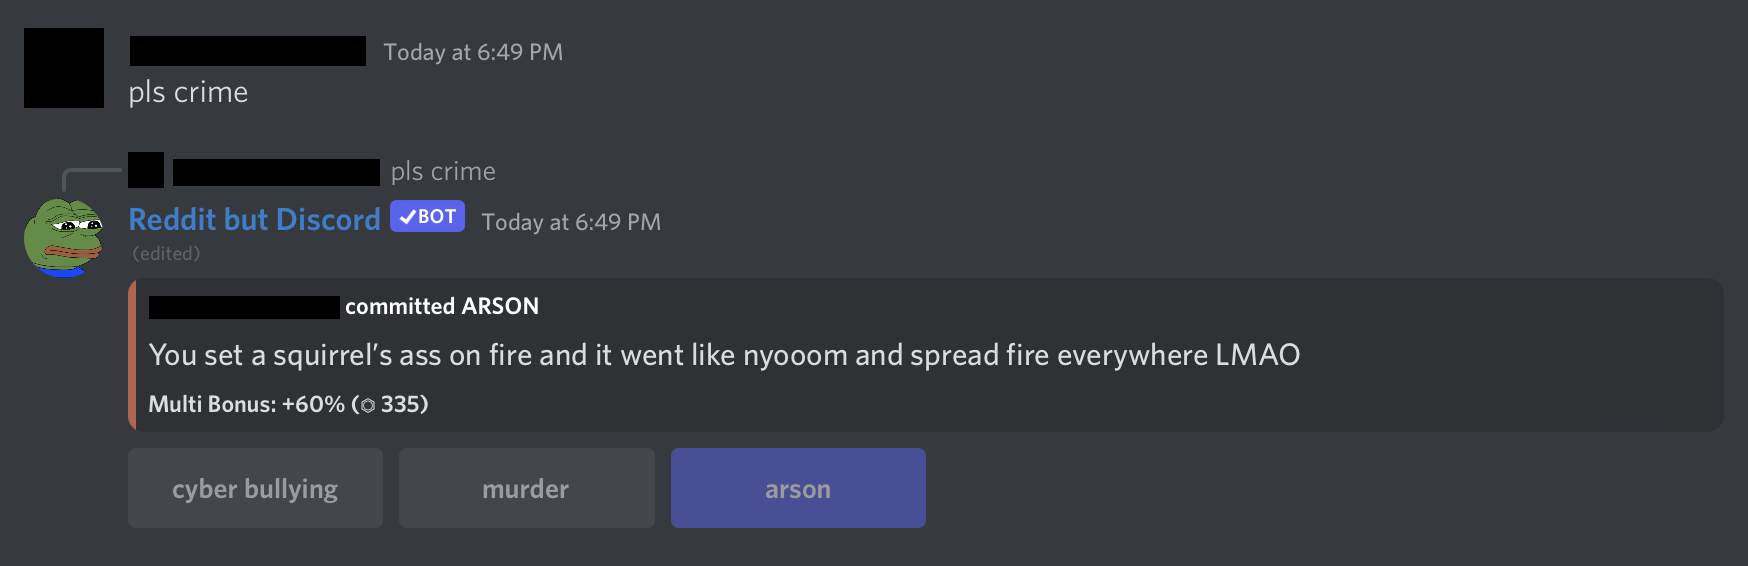 Today at 6:49 PM
pls crime
pls crime
Reddit but Discord ✔BOT Today at 6:49 PM
(edited)
committed ARSON
You set a squirrel’s ass on fire and it went like nyooom and spread fire everywhere LMAO
Multi Bonus: +60% (⌬ 335)
cyber bullying murder arson